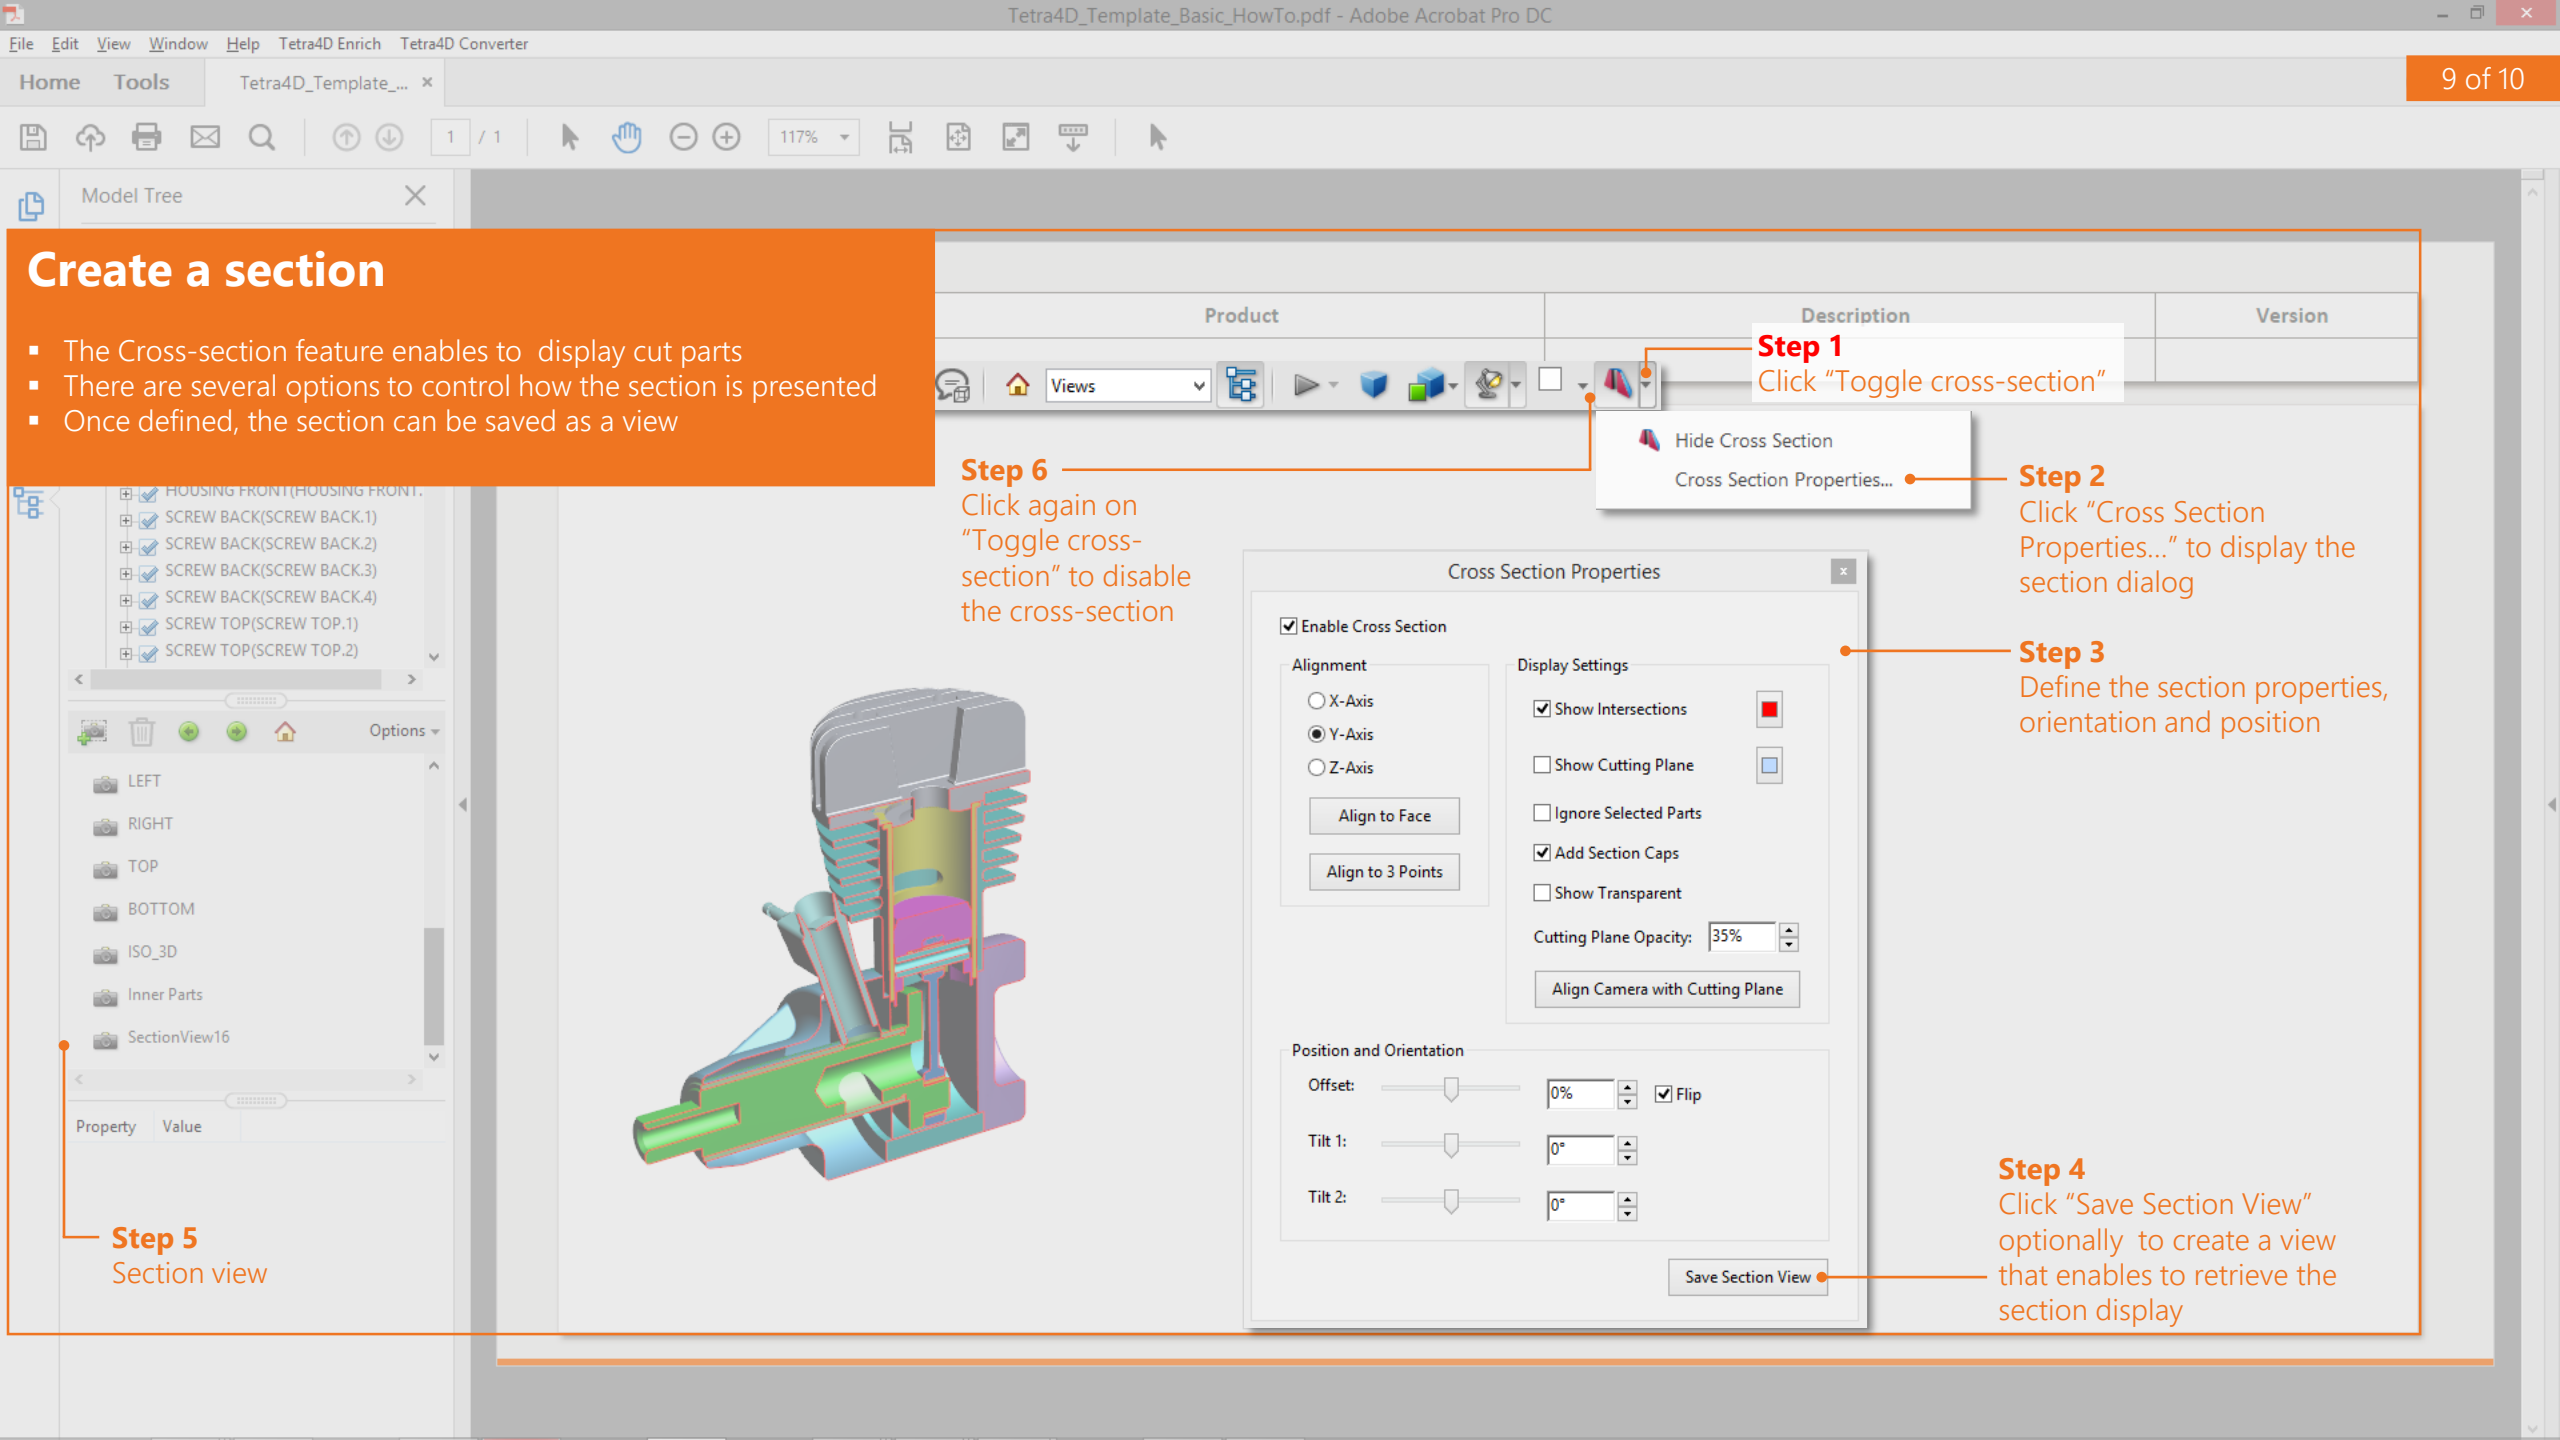 Tetra4D_Template_Basic_HowTo.pdf - Adobe Acrobat Pro DC
File Edit View Window Help Tetra4D Enrich Tetra4D Converter
Home Tools Tetra4D_Template_... ×
9 of 10
1 / 1 117%
Model Tree
Create a section
▪ The Cross-section feature enables to  display cut parts
▪ There are several options to control how the section is presented
▪ Once defined, the section can be saved as a view
Product Description Version
Views
Step 1
Click “Toggle cross-section”
Hide Cross Section
Cross Section Properties...
Step 2
Click “Cross Section
Properties...” to display the
section dialog
Step 6
Click again on
“Toggle cross-
section” to disable
the cross-section
Step 3
Define the section properties,
orientation and position
HOUSING FRONT(HOUSING FRONT.
SCREW BACK(SCREW BACK.1)
SCREW BACK(SCREW BACK.2)
SCREW BACK(SCREW BACK.3)
SCREW BACK(SCREW BACK.4)
SCREW TOP(SCREW TOP.1)
SCREW TOP(SCREW TOP.2)
Options
LEFT
RIGHT
TOP
BOTTOM
ISO_3D
Inner Parts
SectionView16
Property Value
Step 5
Section view
Cross Section Properties
Enable Cross Section
Alignment
X-Axis
Y-Axis
Z-Axis
Align to Face
Align to 3 Points
Display Settings
Show Intersections
Show Cutting Plane
Ignore Selected Parts
Add Section Caps
Show Transparent
Cutting Plane Opacity: 35%
Align Camera with Cutting Plane
Position and Orientation
Offset: 0% Flip
Tilt 1: 0°
Tilt 2: 0°
Save Section View
Step 4
Click “Save Section View”
optionally  to create a view
that enables to retrieve the
section display